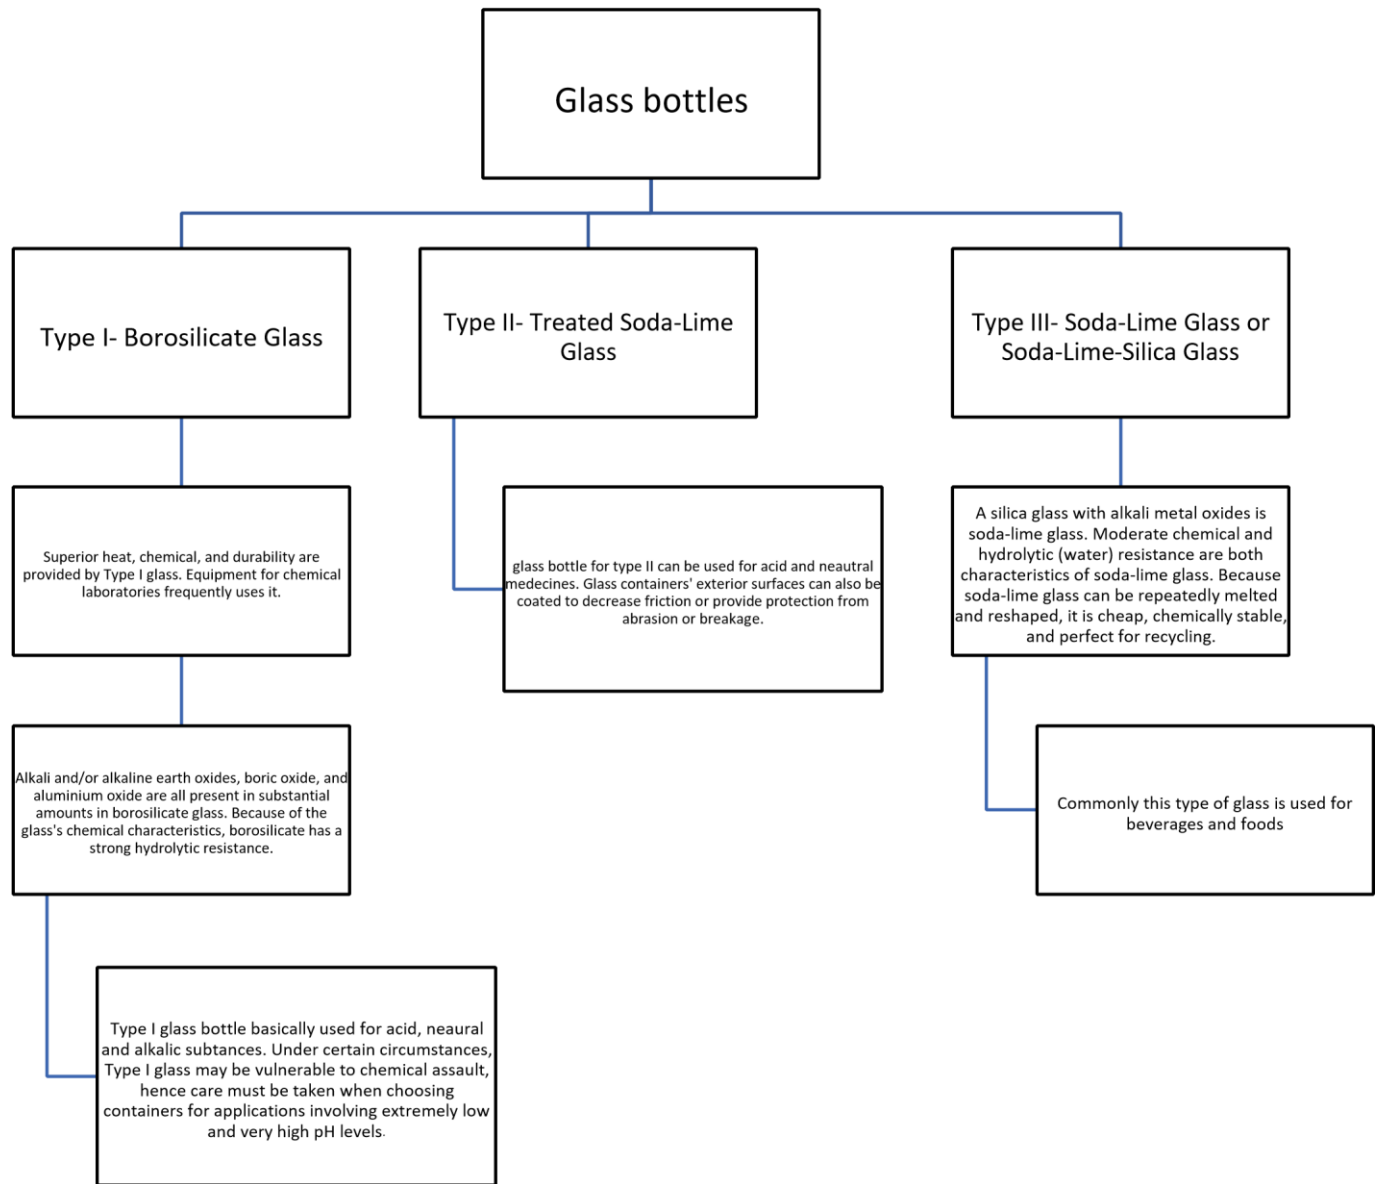 Glass bottles
Type I- Borosilicate Glass
Type II- Treated Soda-Lime
Glass
Type III- Soda-Lime Glass or
Soda-Lime-Silica Glass
Superior heat, chemical, and durability are
provided by Type I glass. Equipment for chemical
laboratories frequently uses it.
glass bottle for type II can be used for acid and neautral
medecines. Glass containers' exterior surfaces can also be
coated to decrease friction or provide protection from
abrasion or breakage.
A silica glass with alkali metal oxides is
soda-lime glass. Moderate chemical and
hydrolytic (water) resistance are both
characteristics of soda-lime glass. Because
soda-lime glass can be repeatedly melted
and reshaped, it is cheap, chemically stable,
and perfect for recycling.
Alkali and/or alkaline earth oxides, boric oxide, and
aluminium oxide are all present in substantial
amounts in borosilicate glass. Because of the
glass's chemical characteristics, borosilicate has a
strong hydrolytic resistance.
Commonly this type of glass is used for
beverages and foods
Type I glass bottle basically used for acid, neaural
and alkalic subtances. Under certain circumstances,
Type I glass may be vulnerable to chemical assault,
hence care must be taken when choosing
containers for applications involving extremely low
and very high pH levels.